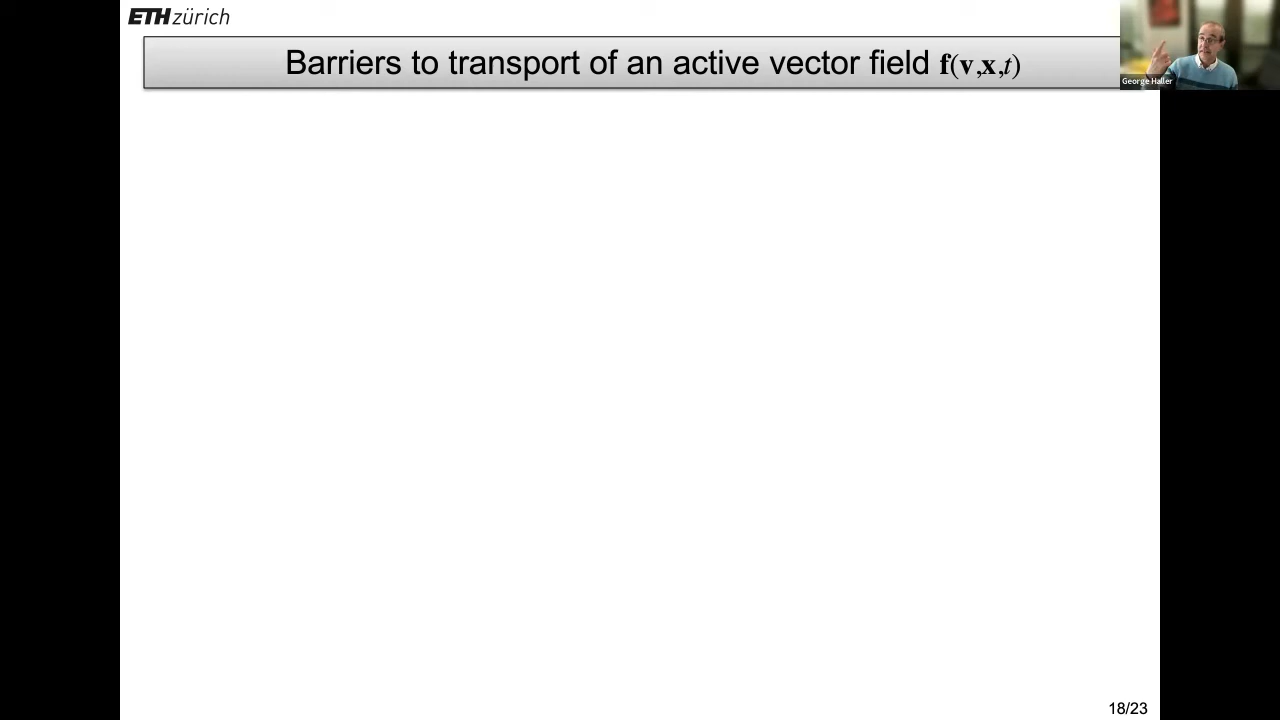 ETH zürich
Barriers to transport of an active vector field f(v,x,t)
George Haller
18/23